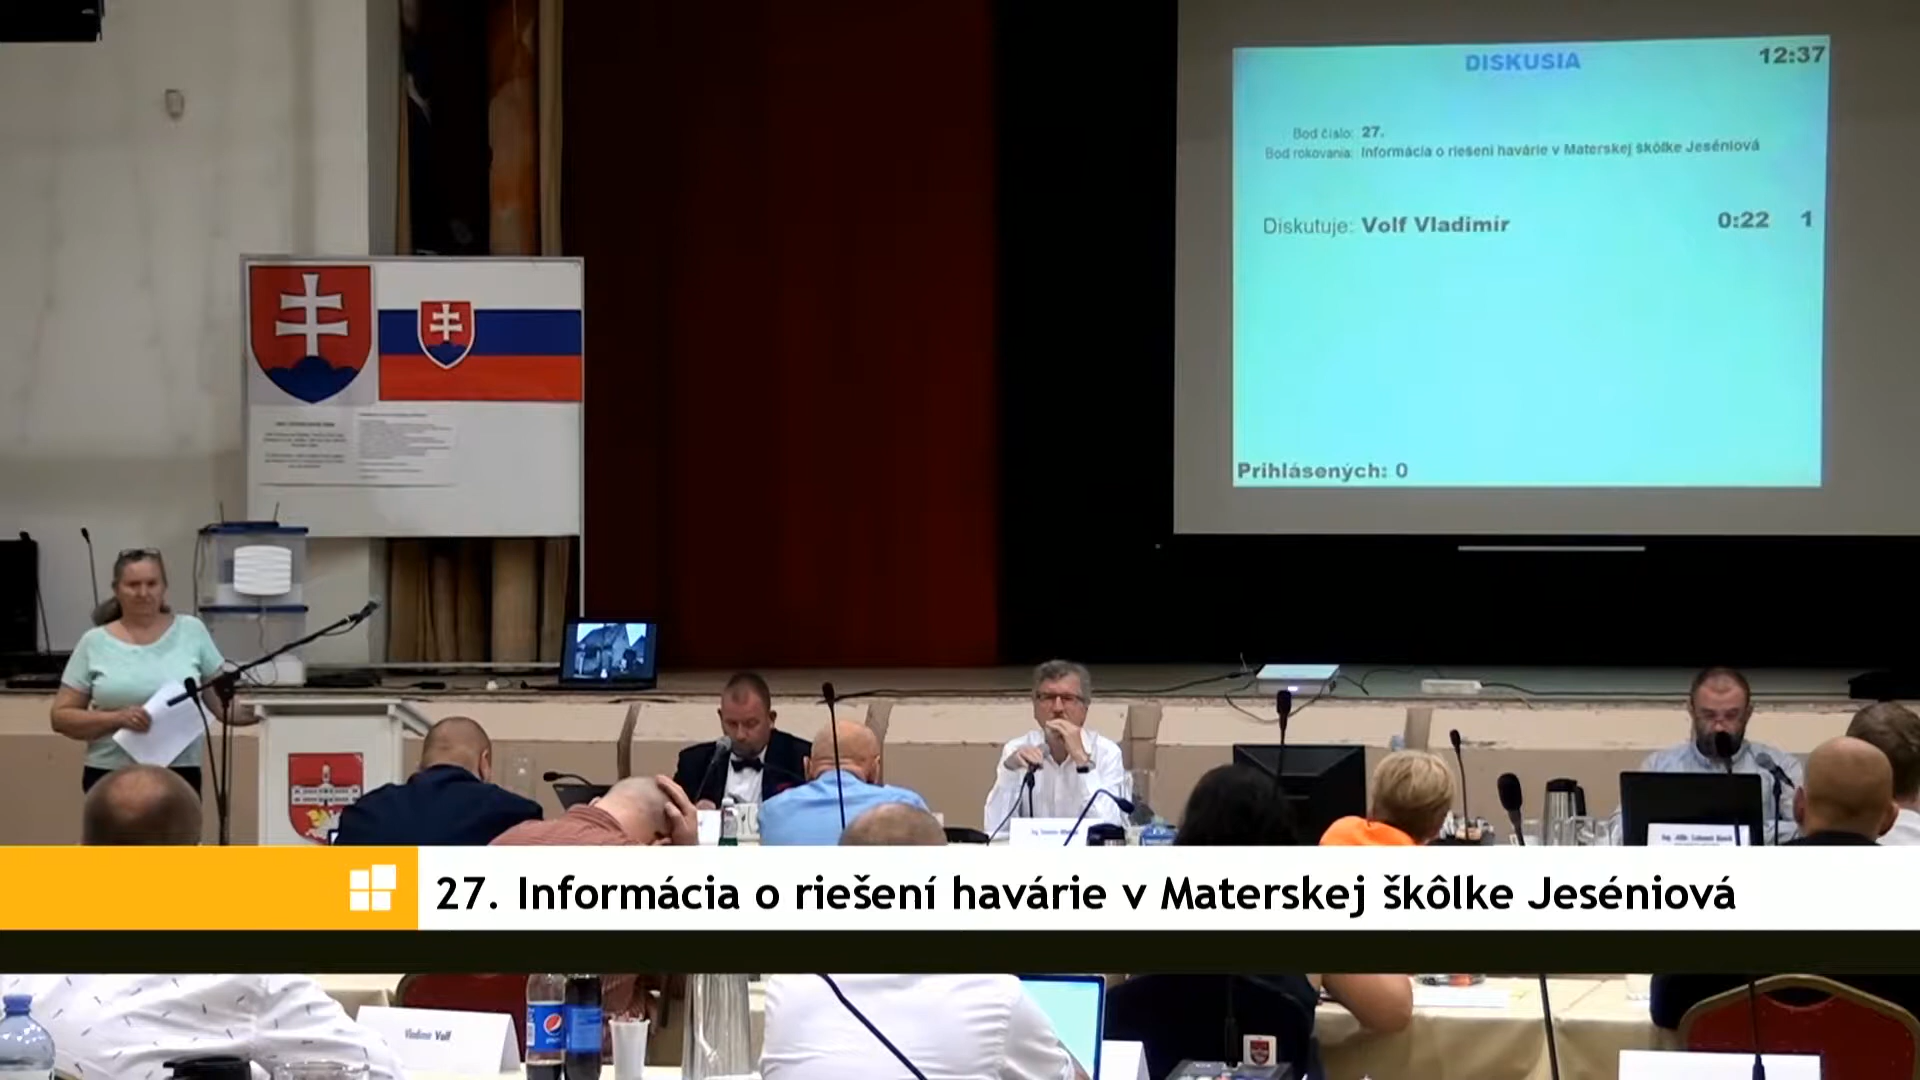 DISKUSIA
12:37
Bod číslo: 27.
Bod rokovania: Informácia o riešení havárie v Materskej škôlke Jeséniová
Diskutuje: Volf Vladimír 0:22 1
Prihlásených: 0
27. Informácia o riešení havárie v Materskej škôlke Jeséniová
Vladimír Volf
pepsi